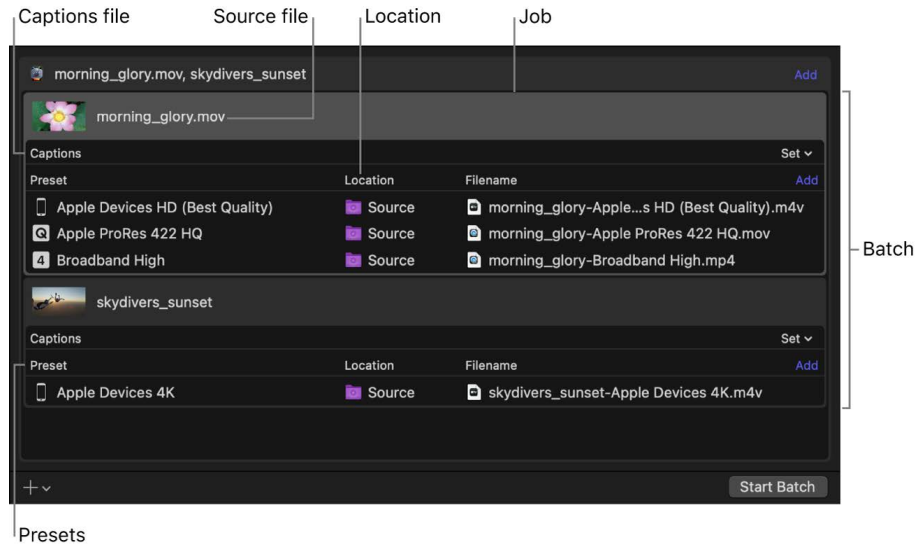 Captions file Source file Location Job
morning_glory.mov, skydivers_sunset Add
morning_glory.mov
Captions Set
Preset Location Filename Add
Apple Devices HD (Best Quality) Source morning_glory-Apple...s HD (Best Quality).m4v
Q Apple ProRes 422 HQ Source morning_glory-Apple ProRes 422 HQ.mov
4 Broadband High Source morning_glory-Broadband High.mp4
Batch
skydivers_sunset
Captions Set
Preset Location Filename Add
Apple Devices 4K Source skydivers_sunset-Apple Devices 4K.m4v
Start Batch
Presets